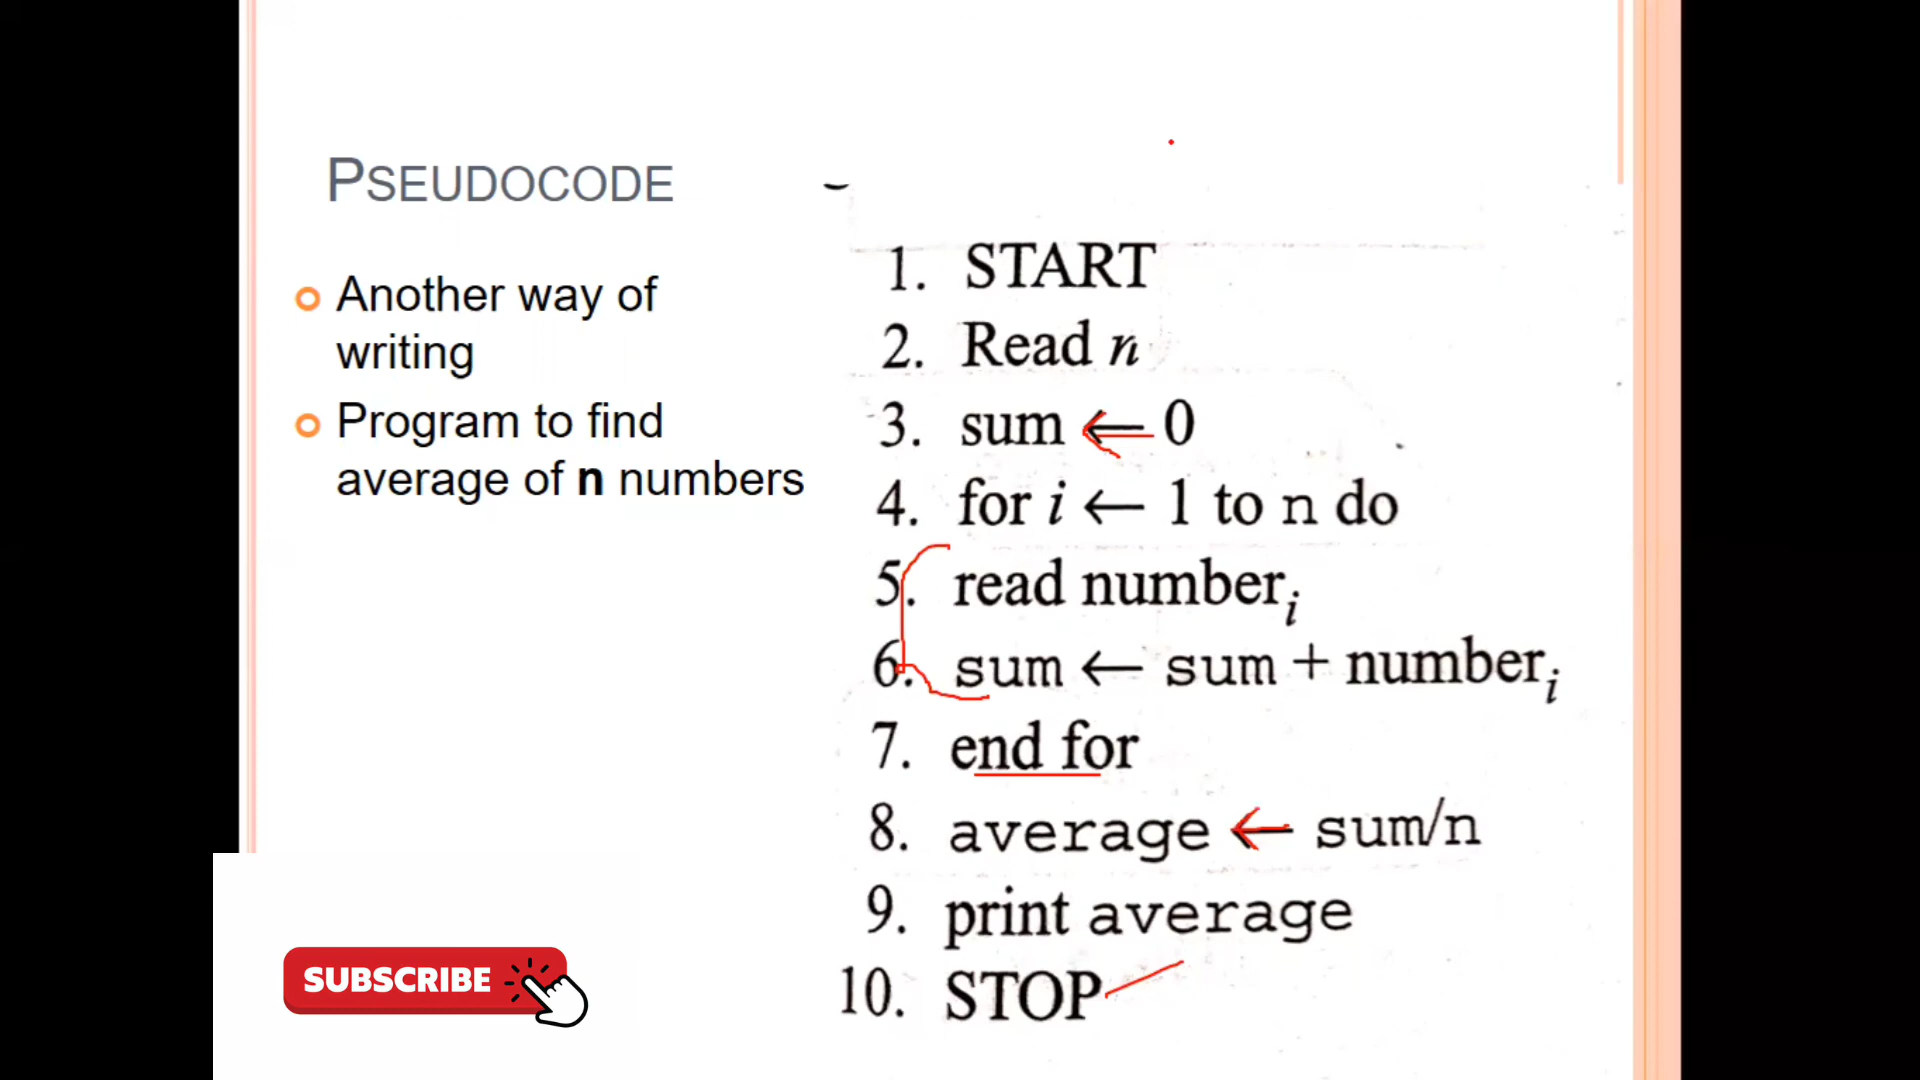 PSEUDOCODE
Another way of
writing
Program to find
average of n numbers
1. START
2. Read n
3. sum ← 0
4. for i ← 1 to n do
5. read numberᵢ
6. sum ← sum + numberᵢ
7. end for
8. average ← sum/n
9. print average
10. STOP
SUBSCRIBE